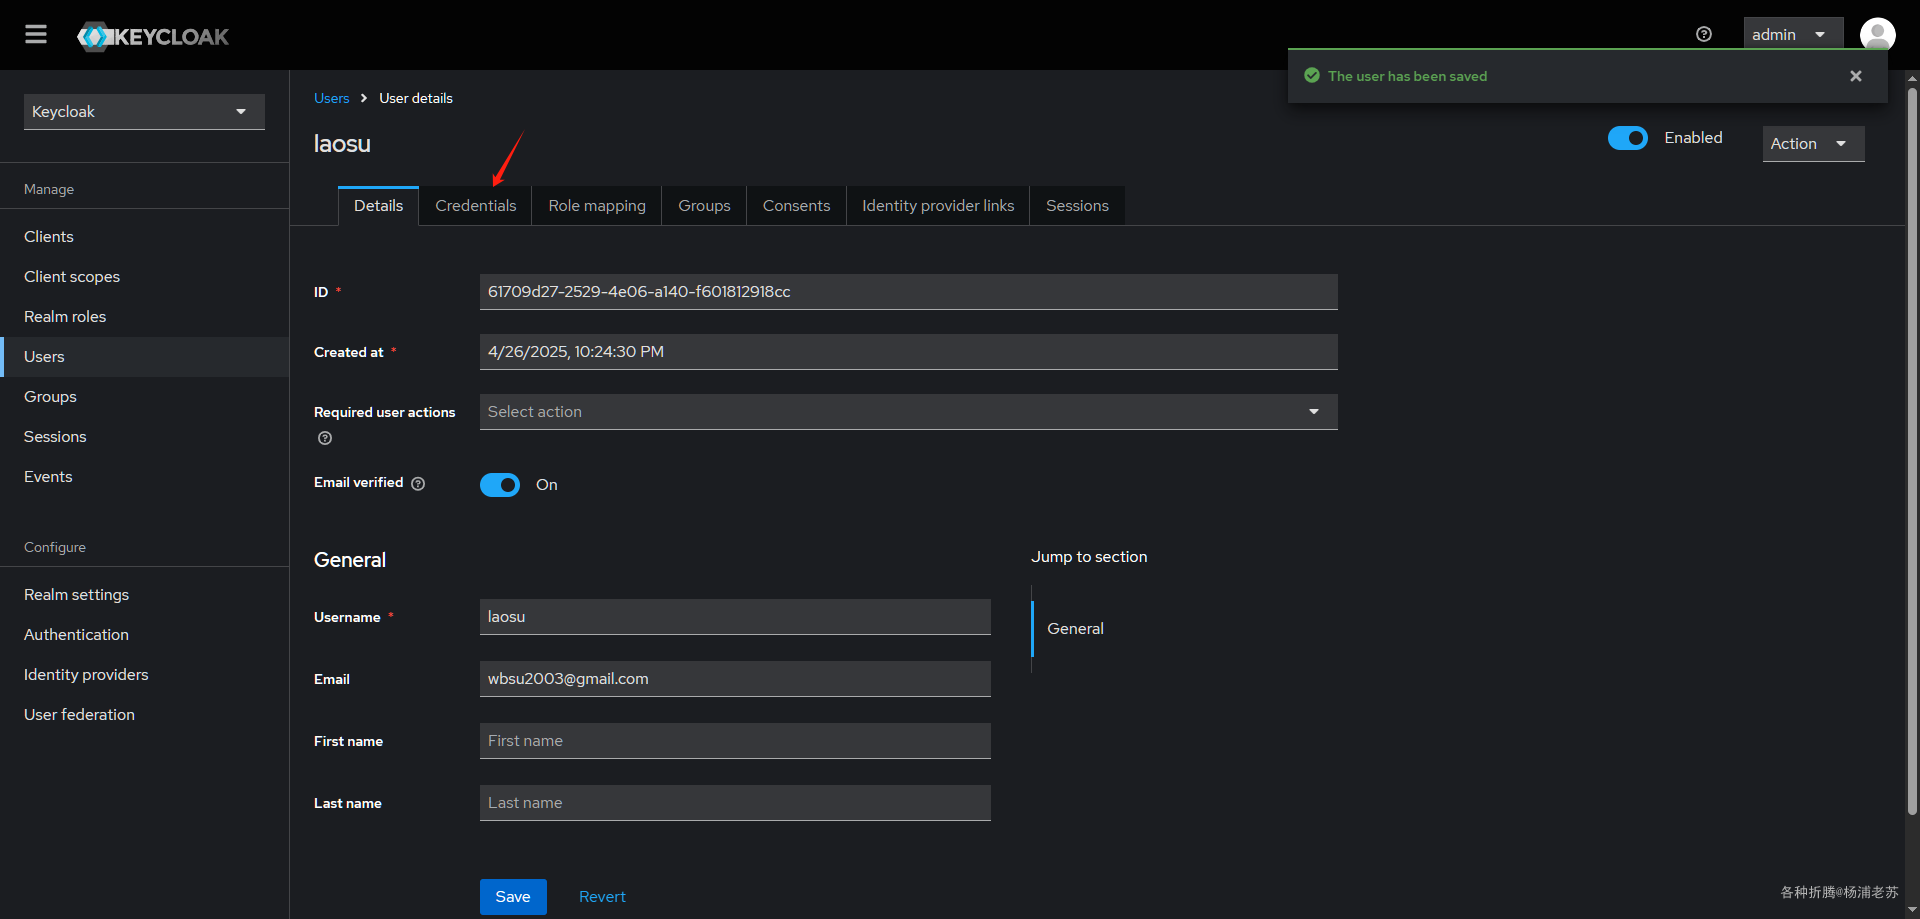 KEYCLOAK
admin
The user has been saved
Keycloak
Users
User details
laosu
Enabled
Action
Manage
Details
Credentials
Role mapping
Groups
Consents
Identity provider links
Sessions
Clients
Client scopes
Realm roles
Users
Groups
Sessions
Events
Configure
Realm settings
Authentication
Identity providers
User federation
ID *
61709d27-2529-4e06-a140-f601812918cc
Created at *
4/26/2025, 10:24:30 PM
Required user actions
Select action
Email verified
On
General
Jump to section
General
Username *
laosu
Email
wbsu2003@gmail.com
First name
First name
Last name
Last name
Save
Revert
各种折腾@杨浦老苏